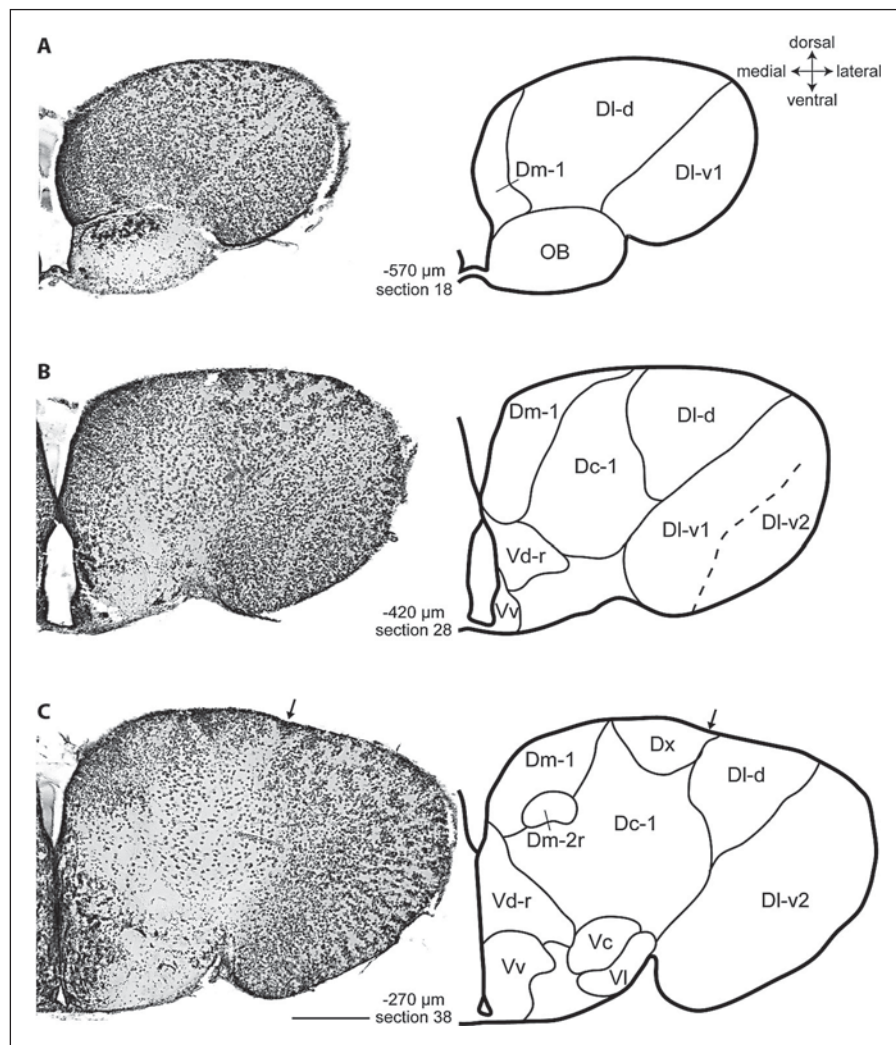 A
dorsal
medial
lateral
ventral
Dl-d
Dm-1
Dl-v1
OB
-570 µm
section 18
B
Dm-1
Dl-d
Dc-1
Dl-v1
Dl-v2
Vd-r
Vv
-420 µm
section 28
C
Dx
Dm-1
Dl-d
Dm-2r
Dc-1
Dl-v2
Vd-r
Vc
Vv
Vl
-270 µm
section 38